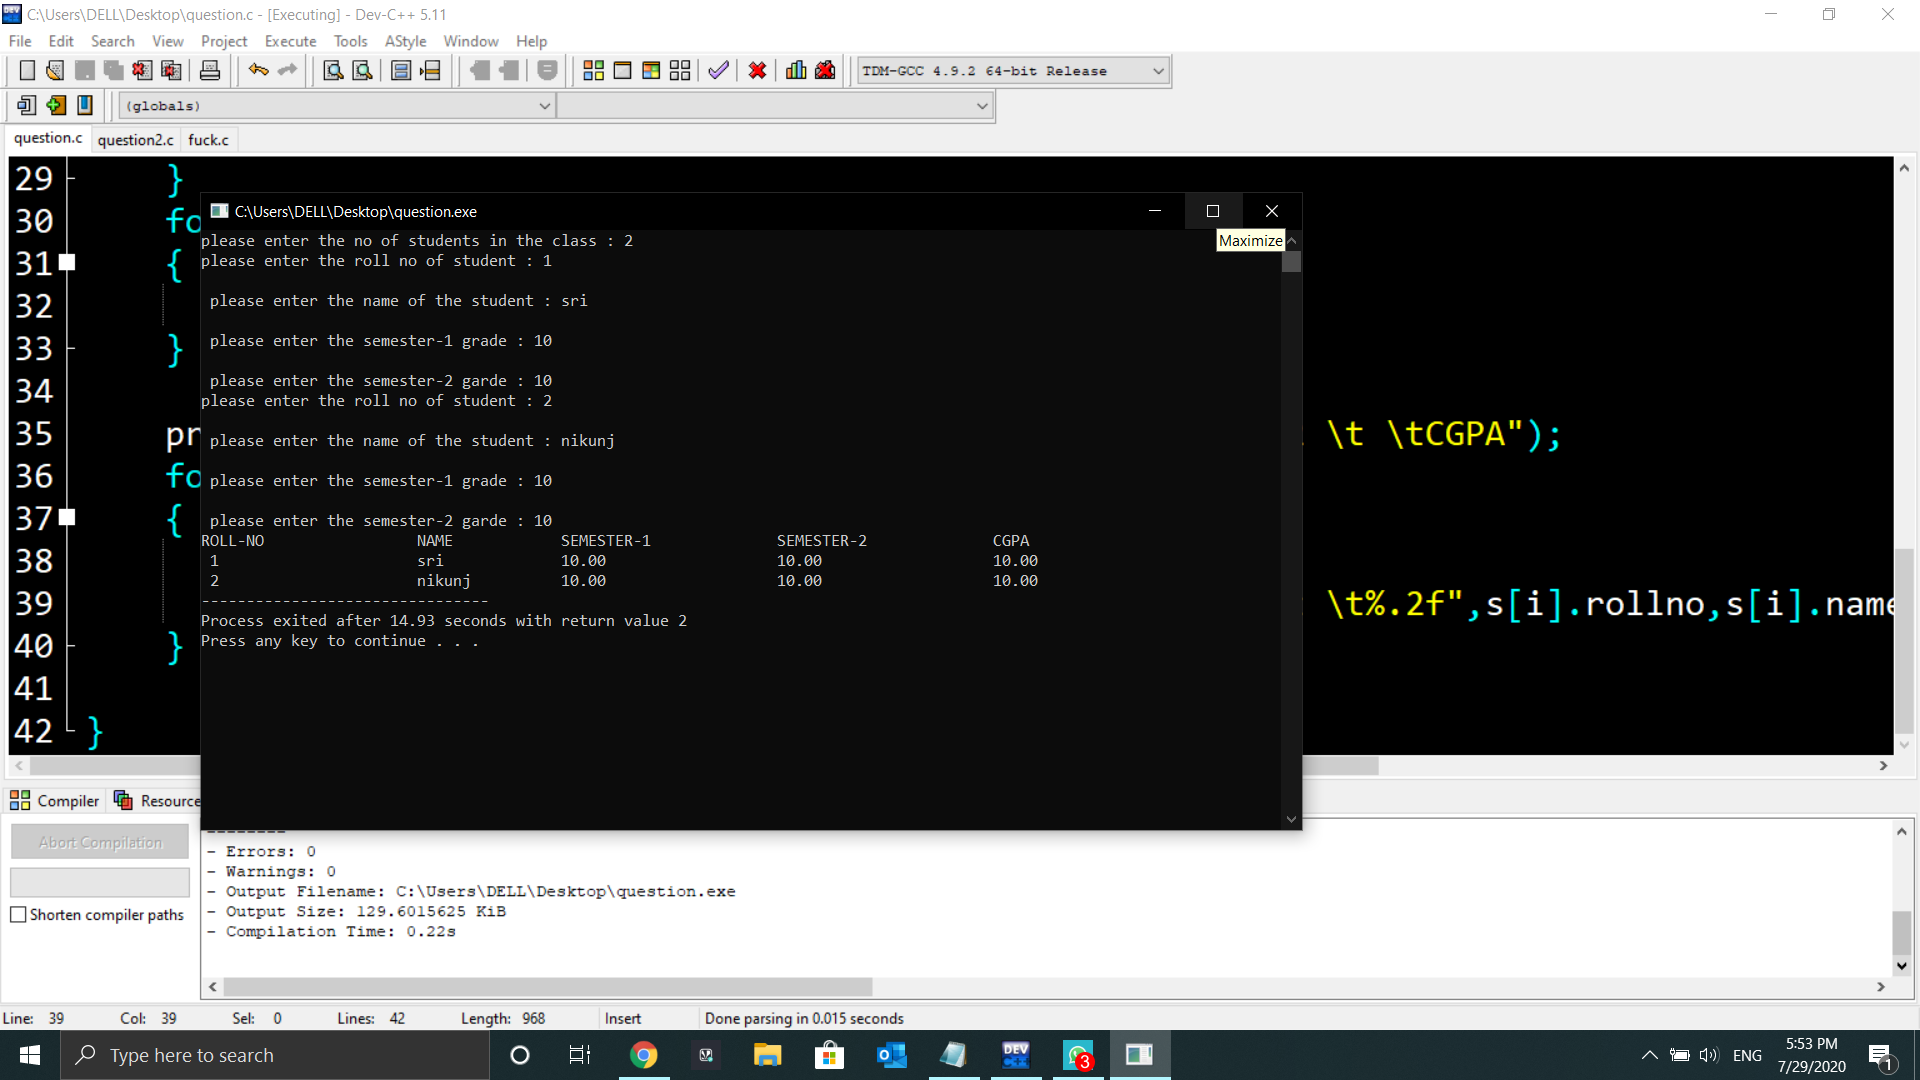 C:\Users\DELL\Desktop\question.c - [Executing] - Dev-C++ 5.11
File Edit Search View Project Execute Tools AStyle Window Help
TDM-GCC 4.9.2 64-bit Release
(globals)
question.c question2.c fuck.c
29 }
30 fo
31 {
32
33 }
34
35 pr \t \tCGPA");
36 fo
37 {
38
39 \t%.2f",s[i].rollno,s[i].name
40 }
41
42 }
C:\Users\DELL\Desktop\question.exe
Maximize
please enter the no of students in the class : 2
please enter the roll no of student : 1
please enter the name of the student : sri
please enter the semester-1 grade : 10
please enter the semester-2 garde : 10
please enter the roll no of student : 2
please enter the name of the student : nikunj
please enter the semester-1 grade : 10
please enter the semester-2 garde : 10
ROLL-NO NAME SEMESTER-1 SEMESTER-2 CGPA
1 sri 10.00 10.00 10.00
2 nikunj 10.00 10.00 10.00
--------------------------------
Process exited after 14.93 seconds with return value 2
Press any key to continue . . .
Compiler Resource
Abort Compilation
Shorten compiler paths
--------
- Errors: 0
- Warnings: 0
- Output Filename: C:\Users\DELL\Desktop\question.exe
- Output Size: 129.6015625 KiB
- Compilation Time: 0.22s
Line: 39 Col: 39 Sel: 0 Lines: 42 Length: 968 Insert Done parsing in 0.015 seconds
Type here to search
DEV
3
ENG
5:53 PM
7/29/2020
1